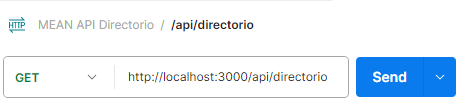 HTTP MEAN API Directorio / /api/directorio
GET http://localhost:3000/api/directorio Send